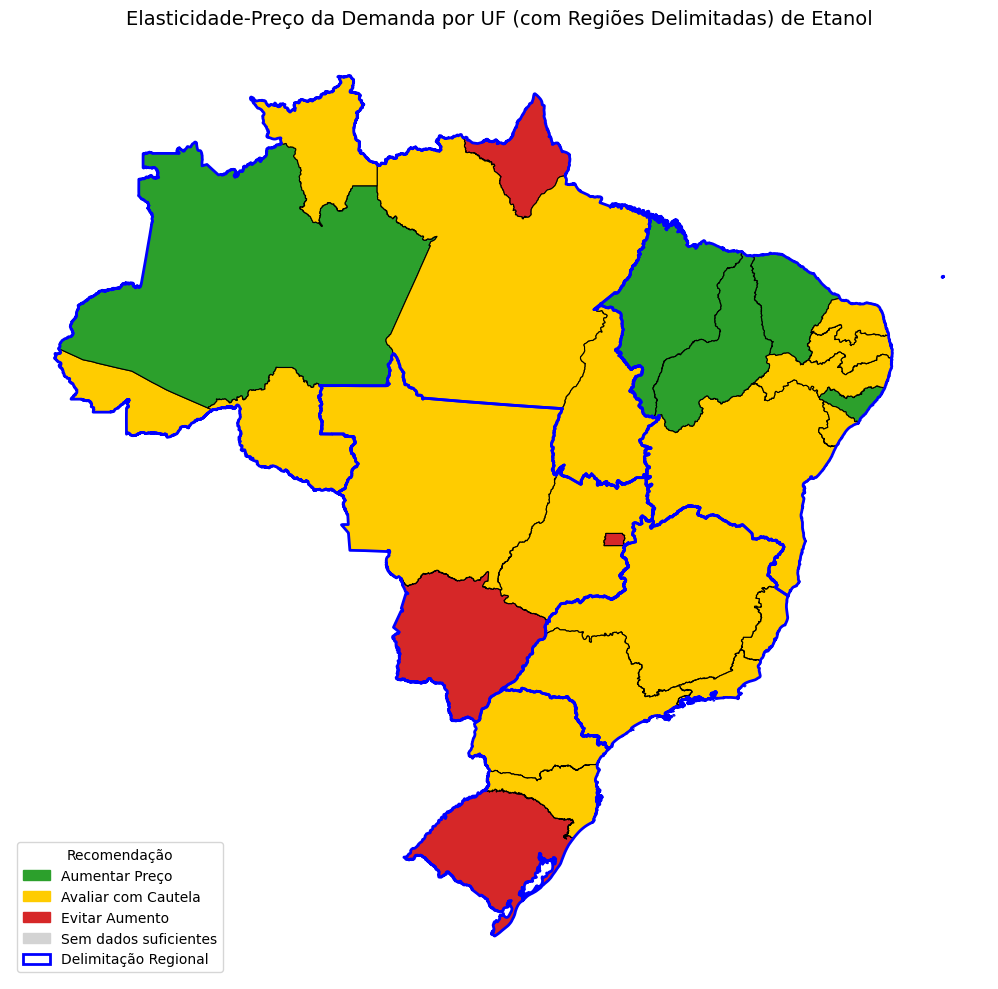 Elasticidade-Preço da Demanda por UF (com Regiões Delimitadas) de Etanol
Recomendação
Aumentar Preço
Avaliar com Cautela
Evitar Aumento
Sem dados suficientes
Delimitação Regional